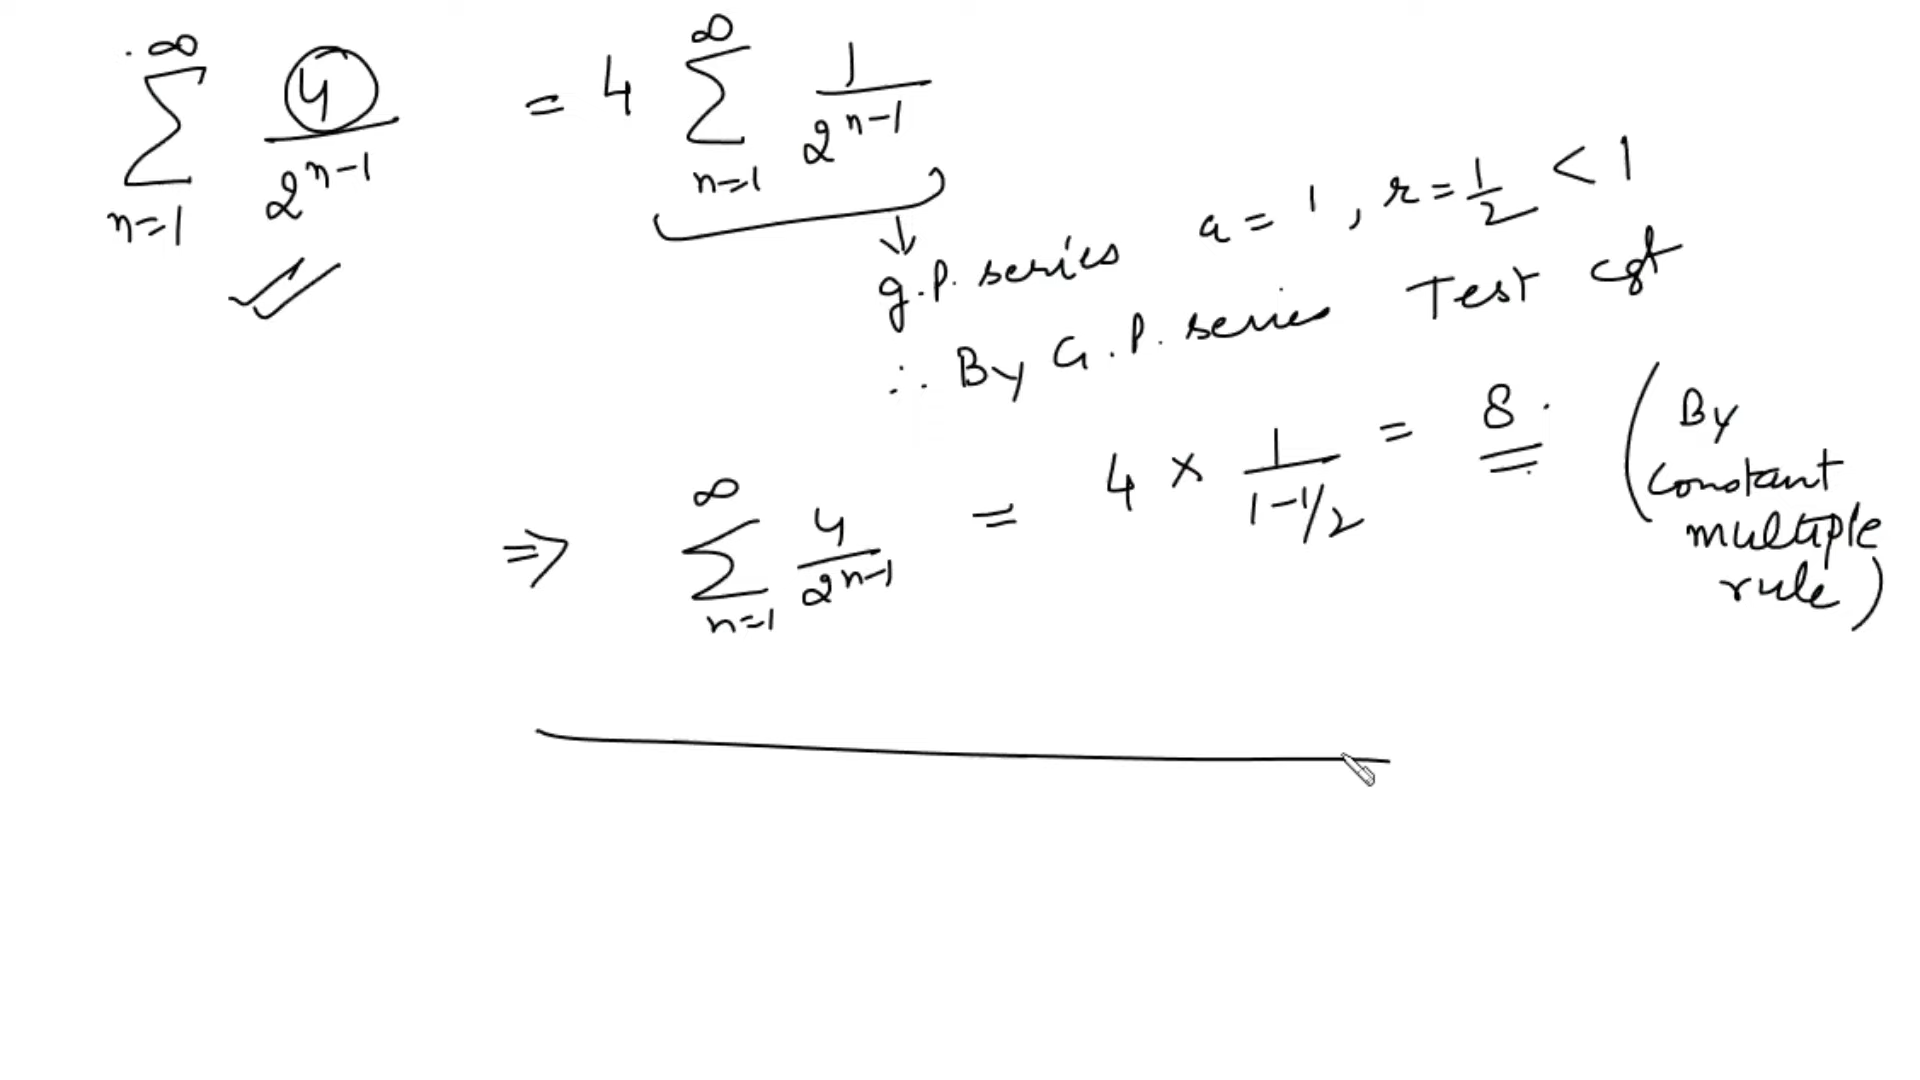 ∞ ∑ n=1 4/2^(n-1) = 4 ∞ ∑ n=1 1/2^(n-1)
g.p. series a = 1, r = 1/2 < 1
∴ By G.P. series Test cgt
⇒ ∞ ∑ n=1 4/2^(n-1) = 4 × 1/(1-1/2) = 8. (By
constant
multiple
rule)